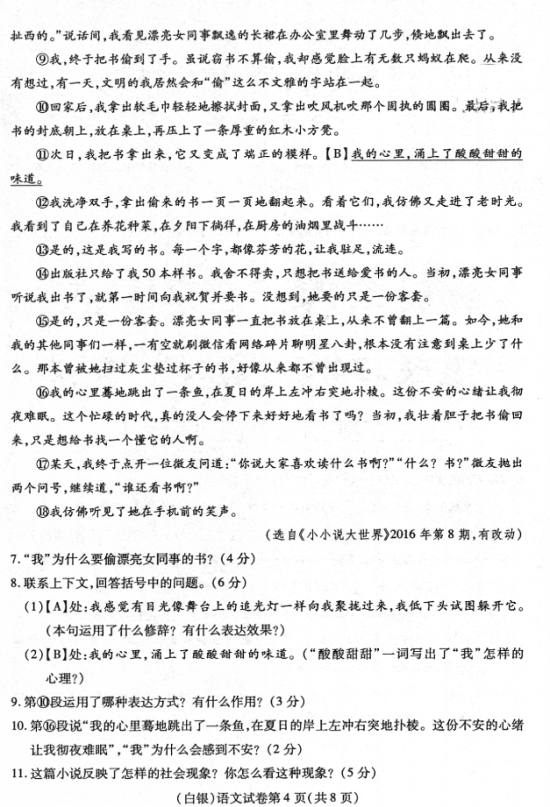 扯西的。”说话间,我看见漂亮女同事飘逸的长裙在办公室里舞动了几步,倏地飘出去了。
⑨我,终于把书偷到了手。虽说窃书不算偷,我却感觉脸上有无数只蚂蚁在爬。从来没
有想过,有一天,文明的我居然会和“偷”这么不文雅的字站在一起。
⑩回家后,我拿出软毛巾轻轻地擦拭封面,又拿出吹风机吹那个固执的圆圈。最后,我把
书的封底朝上,放在桌上,再压上了一条厚重的红木小方凳。
⑪次日,我把书拿出来,它又变成了端正的模样。【B】我的心里,涌上了酸酸甜甜的
味道。
⑫我洗净双手,拿出偷来的书一页一页地翻起来。看着它们,我仿佛又走进了老时光。
我看到了自己在养花种菜,在夕阳下徜徉,在厨房的油烟里战斗……
⑬是的,这是我写的书。每一个字,都像芬芳的花,让我驻足,流连。
⑭出版社只给了我50本样书。我舍不得卖,只想把书送给爱书的人。当初,漂亮女同事
听说我出书了,就第一时间向我祝贺并要书。没想到,她要的只是一份客套。
⑮是的,只是一份客套。漂亮女同事一直把书放在桌上,从来不曾翻上一篇。如今,她和
我的其他同事们一样,一有空就刷微信看网络碎片聊明星八卦,根本没有注意到桌上少了什
么。那本曾被她扫过灰尘垫过杯子的书,好像从来都不曾出现过。
⑯我的心里蓦地跳出了一条鱼,在夏日的岸上左冲右突地扑棱。这份不安的心绪让我彻
夜难眠。这个忙碌的时代,真的没人会停下来好好地看书了吗?当初,我壮着胆子把书偷回
来,只是想给书找一个懂它的人啊。
⑰某天,我终于点开一位微友问道:“你说大家喜欢读什么书啊?”“什么?书?”微友抛出
两个问号,继续道,“谁还看书啊?”
⑱我仿佛听见了她在手机前的笑声。
(选自《小小说大世界》2016年第8期,有改动)
7.“我”为什么要偷漂亮女同事的书?(4分)
8.联系上下文,回答括号中的问题。(6分)
(1)【A】处:我感觉有目光像舞台上的追光灯一样向我聚拢过来,我低下头试图躲开它。
(本句运用了什么修辞?有什么表达效果?)
(2)【B】处:我的心里,涌上了酸酸甜甜的味道。(“酸酸甜甜”一词写出了“我”怎样的
心理?)
9.第⑩段运用了哪种表达方式?有什么作用?(3分)
10.第⑯段说“我的心里蓦地跳出了一条鱼,在夏日的岸上左冲右突地扑棱。这份不安的心绪
让我彻夜难眠”,“我”为什么会感到不安?(2分)
11.这篇小说反映了怎样的社会现象?你怎么看这种现象?(5分)
(白银)语文试卷第4页(共8页)